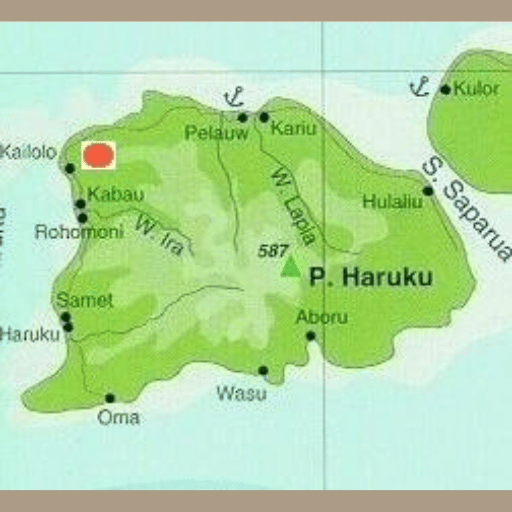 Kulor
Pelauw
Kariu
Kailolo
Kabau
Hulaliu
S. Saparua
Rohomoni
W. Ira
W. Lapia
587
P. Haruku
Samet
Haruku
Aboru
Wasu
Oma